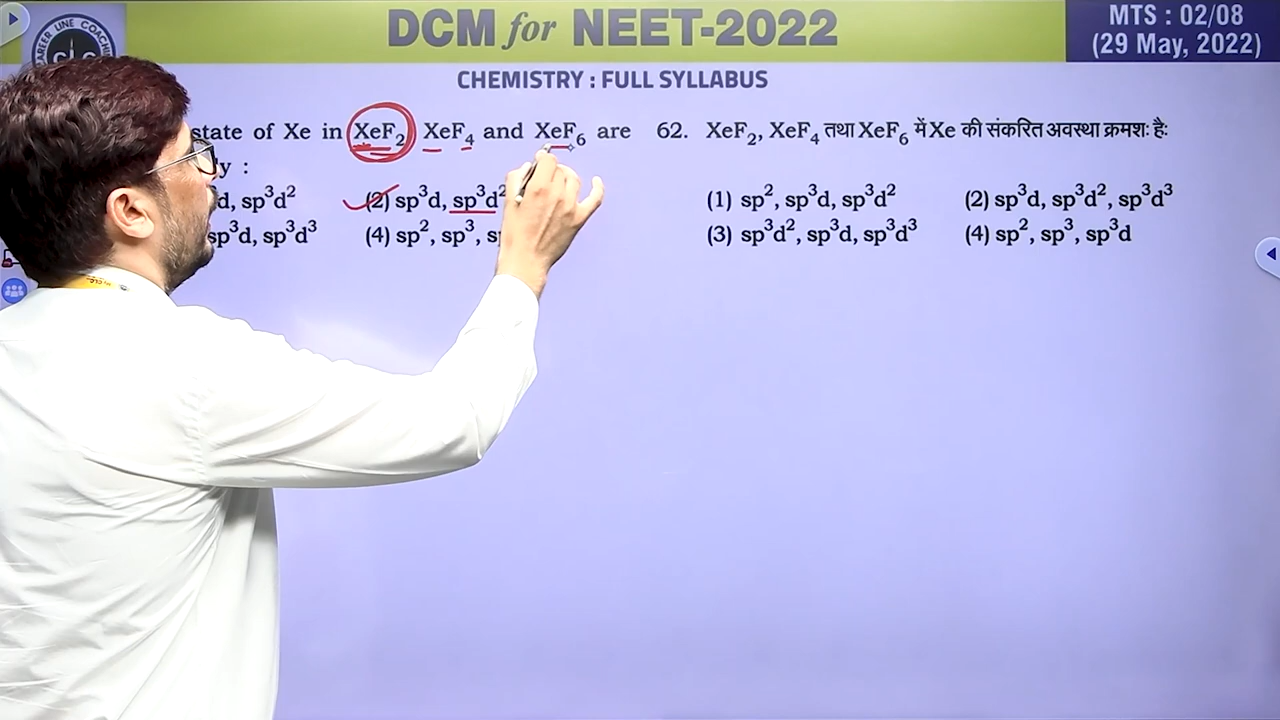 DCM for NEET-2022
MTS : 02/08
(29 May, 2022)
CHEMISTRY : FULL SYLLABUS
state of Xe in XeF₂ XeF₄ and XeF₆ are
y :
d, sp³d²
(2) sp³d, sp³d²
sp³d, sp³d³
(4) sp², sp³,
62. XeF₂, XeF₄ तथा XeF₆ में Xe की संकरित अवस्था क्रमशः है:
(1) sp², sp³d, sp³d²
(2) sp³d, sp³d², sp³d³
(3) sp³d², sp³d, sp³d³
(4) sp², sp³, sp³d